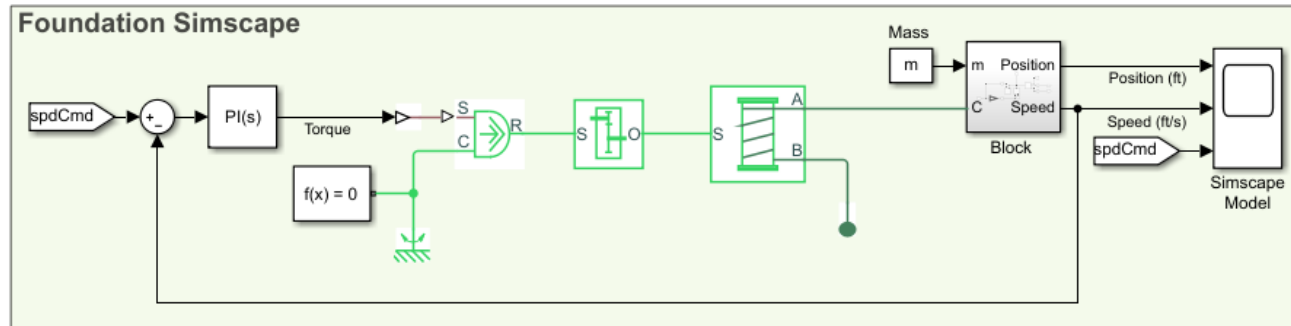 Foundation Simscape
Mass
m
m
Position
C
Speed
Block
Position (ft)
Speed (ft/s)
spdCmd
Simscape
Model
spdCmd
+
−
PI(s)
Torque
S
C
R
S
O
S
A
B
f(x) = 0